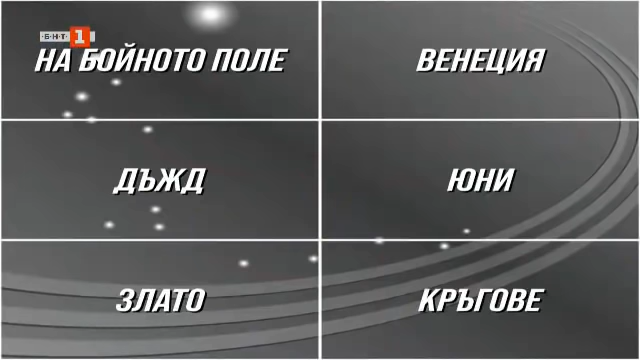 БНТ 1
НА БОЙНОТО ПОЛЕ
ВЕНЕЦИЯ
ДЪЖД
ЮНИ
ЗЛАТО
КРЪГОВЕ